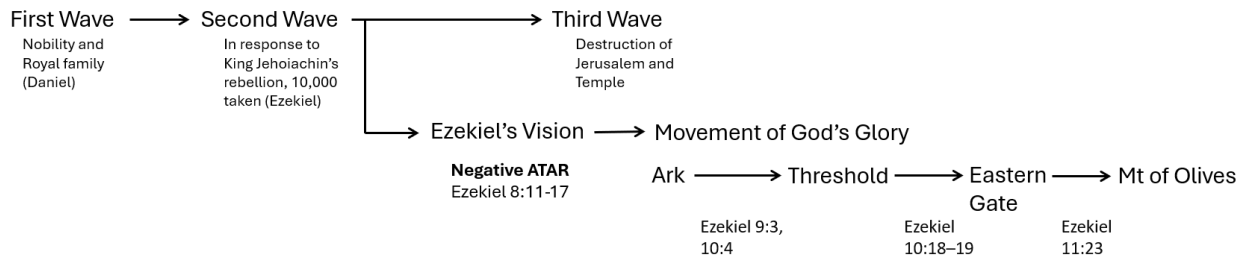 First Wave
Second Wave
Third Wave
Nobility and
Royal family
(Daniel)
In response to
King Jehoiachin's
rebellion, 10,000
taken (Ezekiel)
Destruction of
Jerusalem and
Temple
Ezekiel's Vision
Movement of God's Glory
Negative ATAR
Ezekiel 8:11-17
Ark
Threshold
Eastern
Gate
Mt of Olives
Ezekiel 9:3,
10:4
Ezekiel
10:18–19
Ezekiel
11:23